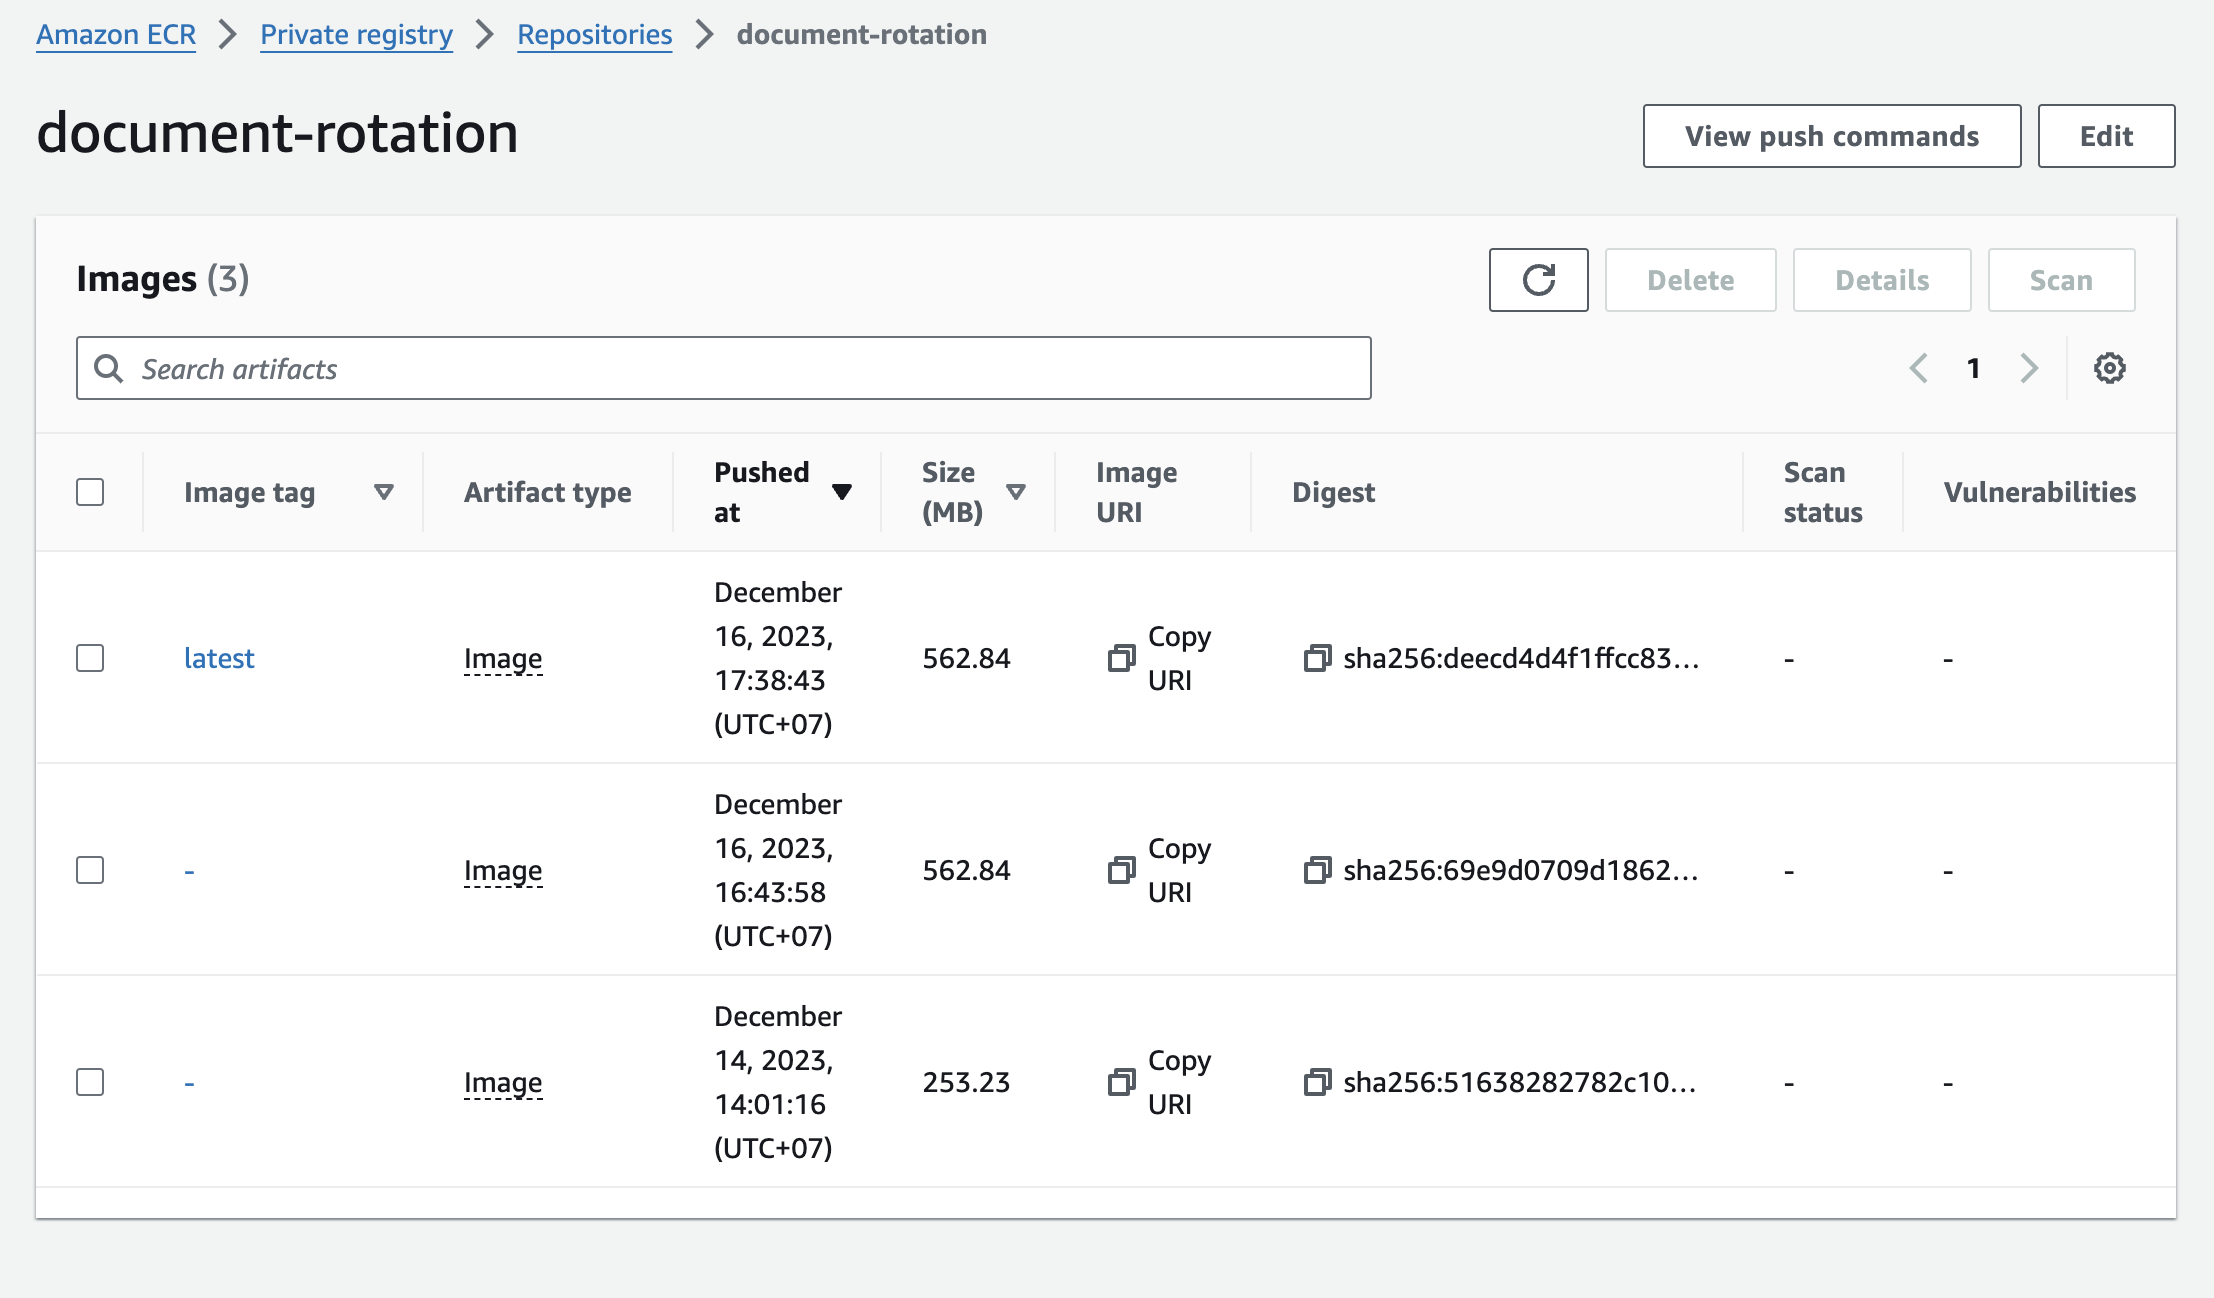 Amazon ECR > Private registry > Repositories > document-rotation
document-rotation
View push commands
Edit
Images (3)
Delete
Details
Scan
Search artifacts
1
Image tag
Artifact type
Pushed
at
Size
(MB)
Image
URI
Digest
Scan
status
Vulnerabilities
latest
Image
December
16, 2023,
17:38:43
(UTC+07)
562.84
Copy
URI
sha256:deecd4d4f1ffcc83...
-
-
-
Image
December
16, 2023,
16:43:58
(UTC+07)
562.84
Copy
URI
sha256:69e9d0709d1862...
-
-
-
Image
December
14, 2023,
14:01:16
(UTC+07)
253.23
Copy
URI
sha256:51638282782c10...
-
-